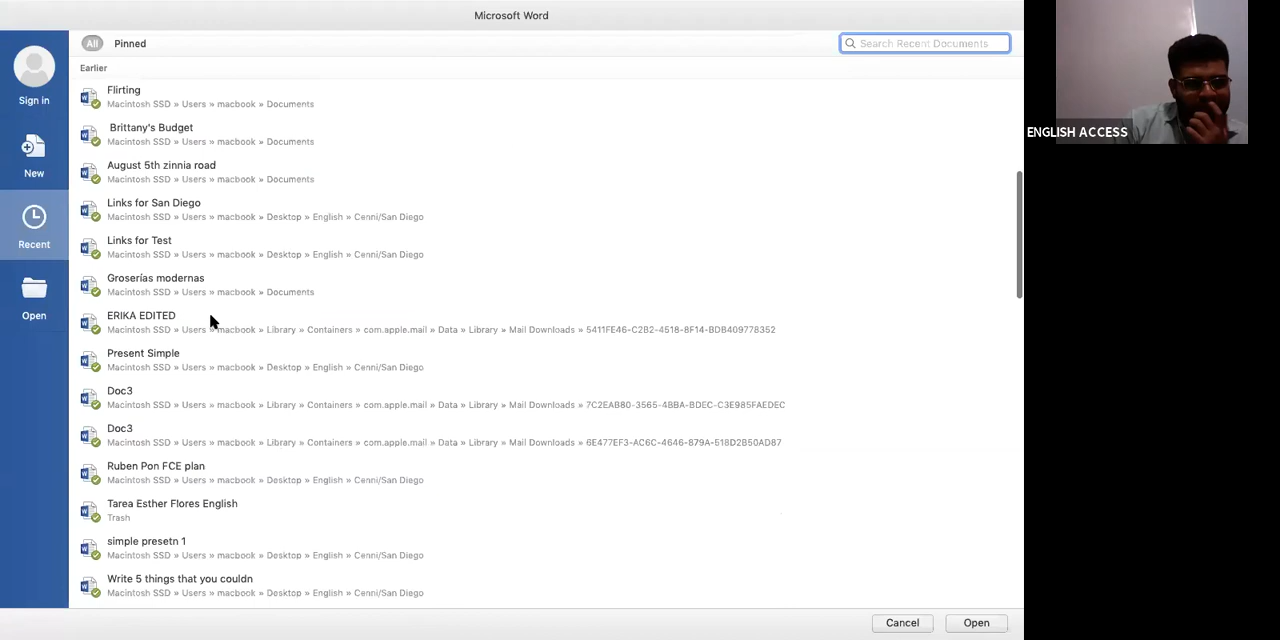 Microsoft Word
All Pinned
Search Recent Documents
Sign in
New
Recent
Open
Earlier
Flirting
Macintosh SSD » Users » macbook » Documents
Brittany's Budget
Macintosh SSD » Users » macbook » Documents
August 5th zinnia road
Macintosh SSD » Users » macbook » Documents
Links for San Diego
Macintosh SSD » Users » macbook » Desktop » English » Cenni/San Diego
Links for Test
Macintosh SSD » Users » macbook » Desktop » English » Cenni/San Diego
Groserías modernas
Macintosh SSD » Users » macbook » Documents
ERIKA EDITED
Macintosh SSD » Users » macbook » Library » Containers » com.apple.mail » Data » Library » Mail Downloads » 5411FE46-C2B2-4518-8F14-BDB409778352
Present Simple
Macintosh SSD » Users » macbook » Desktop » English » Cenni/San Diego
Doc3
Macintosh SSD » Users » macbook » Library » Containers » com.apple.mail » Data » Library » Mail Downloads » 7C2EAB80-3565-4BBA-BDEC-C3E985FAEDEC
Doc3
Macintosh SSD » Users » macbook » Library » Containers » com.apple.mail » Data » Library » Mail Downloads » 6E477EF3-AC6C-4646-879A-518D2B50AD87
Ruben Pon FCE plan
Macintosh SSD » Users » macbook » Desktop » English » Cenni/San Diego
Tarea Esther Flores English
Trash
simple presetn 1
Macintosh SSD » Users » macbook » Desktop » English » Cenni/San Diego
Write 5 things that you couldn
Macintosh SSD » Users » macbook » Desktop » English » Cenni/San Diego
Cancel
Open
ENGLISH ACCESS